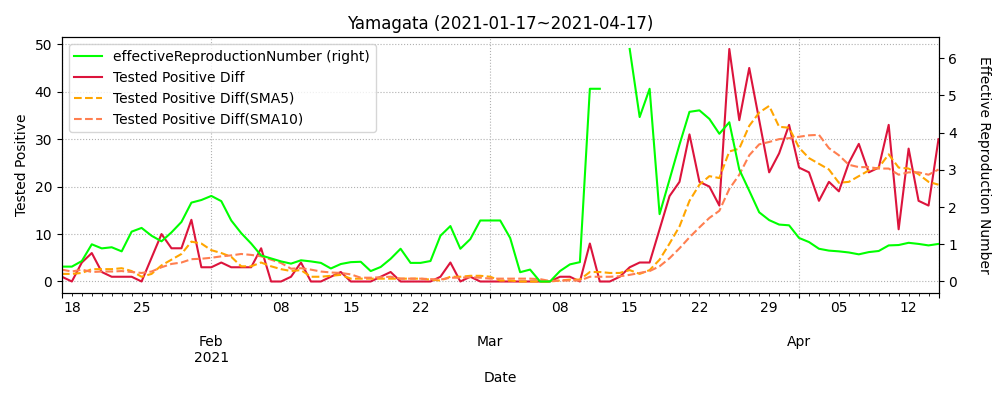 Yamagata (2021-01-17~2021-04-17)
effectiveReproductionNumber (right)
Tested Positive Diff
Tested Positive Diff(SMA5)
Tested Positive Diff(SMA10)
Tested Positive
50
40
30
20
10
0
Effective Reproduction Number
6
5
4
3
2
1
0
18 25 08 15 22 08 15 22 29 05 12
Feb Mar Apr
2021
Date